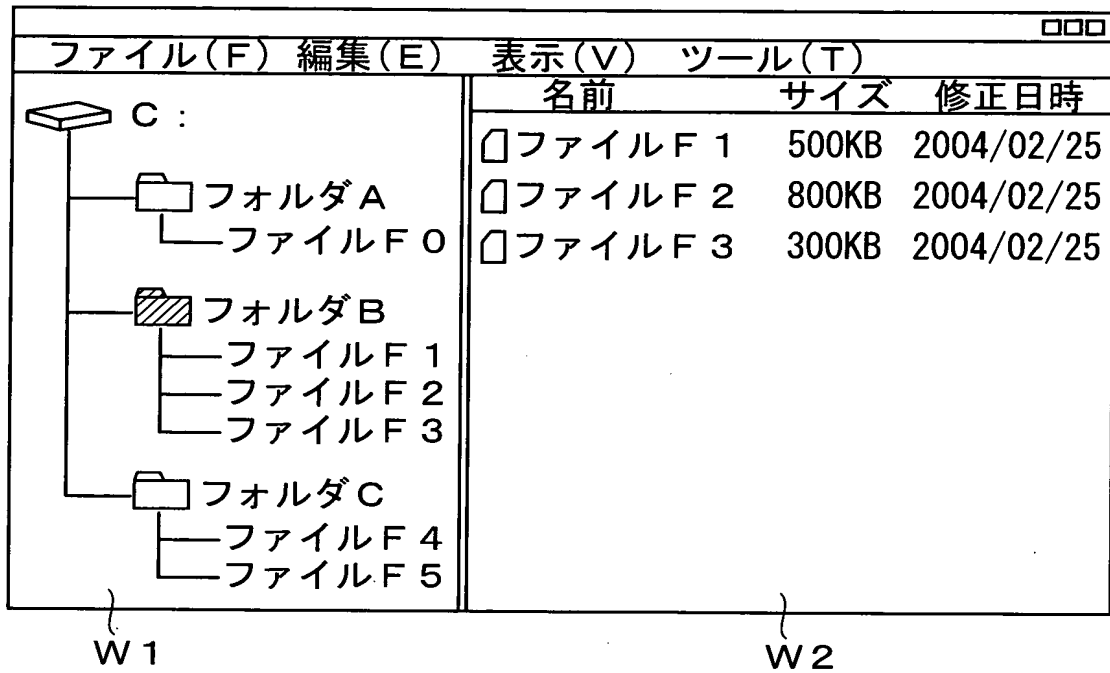 ファイル(F) 編集(E) 表示(V) ツール(T)
C:
フォルダA
ファイルF0
フォルダB
ファイルF1
ファイルF2
ファイルF3
フォルダC
ファイルF4
ファイルF5
名前 サイズ 修正日時
ファイルF1 500KB 2004/02/25
ファイルF2 800KB 2004/02/25
ファイルF3 300KB 2004/02/25
W1
W2